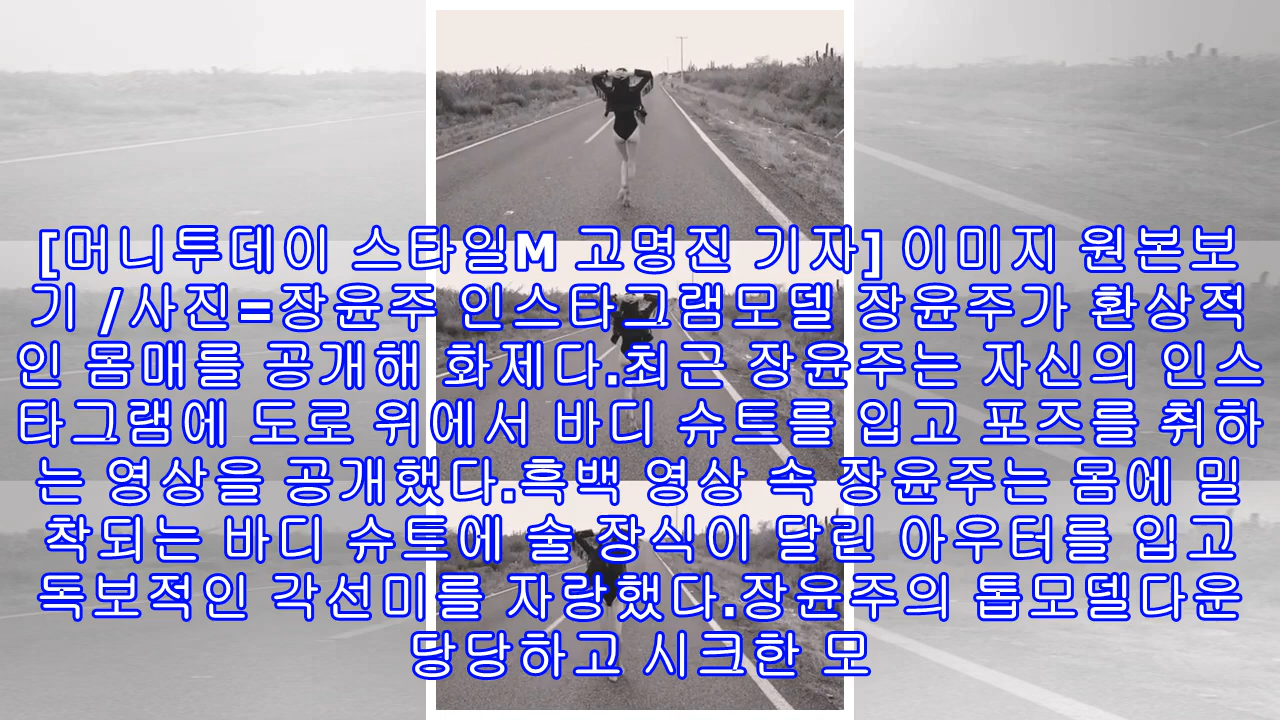 [머니투데이 스타일M 고명진 기자] 이미지 원본보
기 /사진=장윤주 인스타그램모델 장윤주가 환상적
인 몸매를 공개해 화제다.최근 장윤주는 자신의 인스
타그램에 도로 위에서 바디 슈트를 입고 포즈를 취하
는 영상을 공개했다.흑백 영상 속 장윤주는 몸에 밀
착되는 바디 슈트에 술 장식이 달린 아우터를 입고
독보적인 각선미를 자랑했다.장윤주의 톱모델다운
당당하고 시크한 모